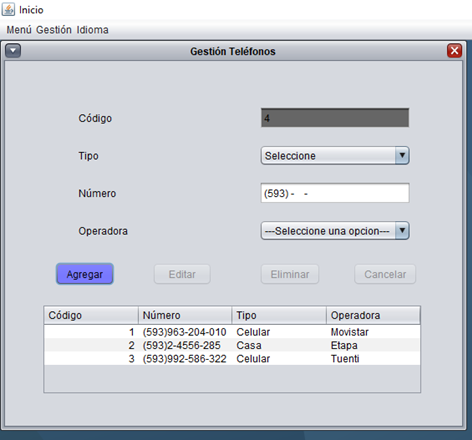 Inicio
Menú Gestión Idioma
Gestión Teléfonos
Código 4
Tipo Seleccione
Número (593) - -
Operadora ---Seleccione una opcion---
Agregar Editar Eliminar Cancelar
Código Número Tipo Operadora
1 (593)963-204-010 Celular Movistar
2 (593)2-4556-285 Casa Etapa
3 (593)992-586-322 Celular Tuenti